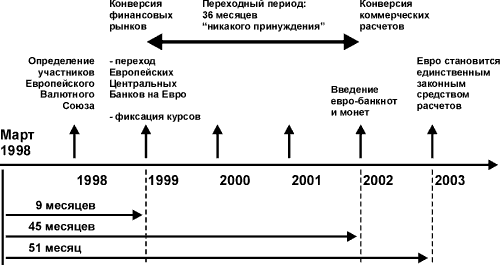 Конверсия
финансовых
рынков
Переходный период:
36 месяцев
“никакого принуждения”
Конверсия
коммерческих
расчетов
Определение
участников
Европейского
Валютного
Союза
- переход
Европейских
Центральных
Банков на Евро
- фиксация курсов
Введение
евро-банкнот
и монет
Евро становится
единственным
законным
средством
расчетов
Март
1998
1998
1999
2000
2001
2002
2003
9 месяцев
45 месяцев
51 месяц